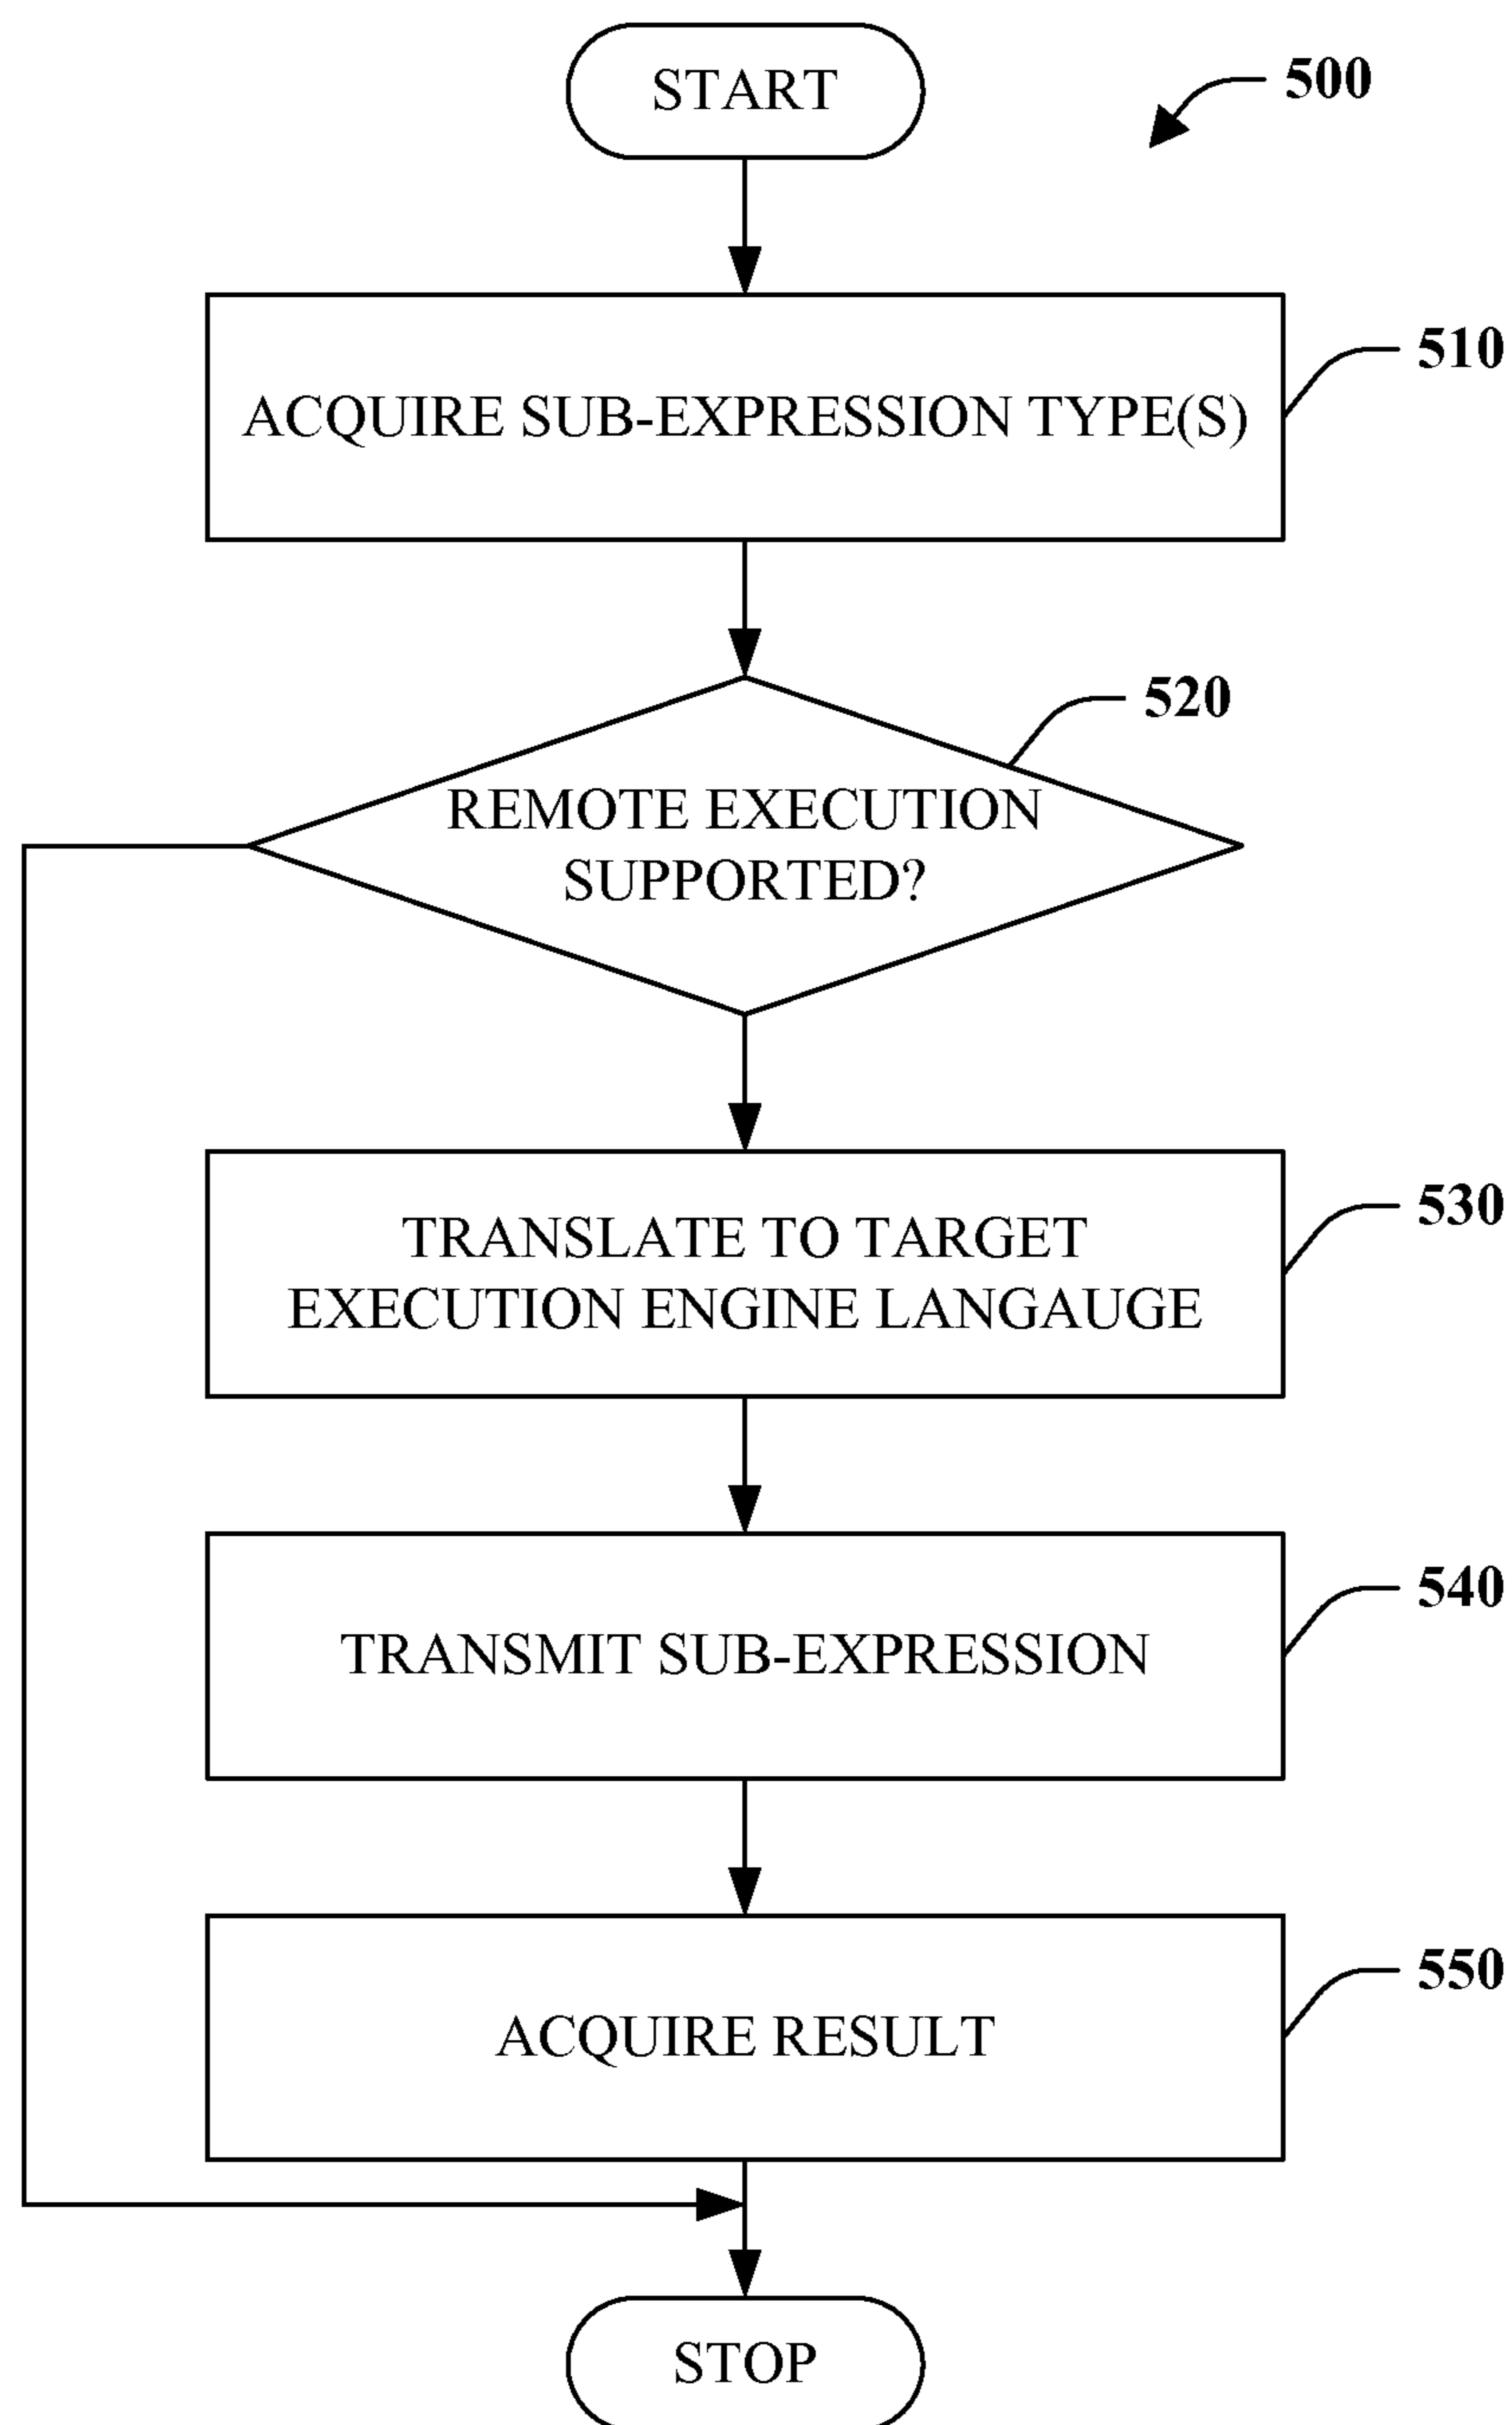 START
500
ACQUIRE SUB-EXPRESSION TYPE(S)
510
520
REMOTE EXECUTION
SUPPORTED?
TRANSLATE TO TARGET
EXECUTION ENGINE LANGAUGE
530
TRANSMIT SUB-EXPRESSION
540
ACQUIRE RESULT
550
STOP